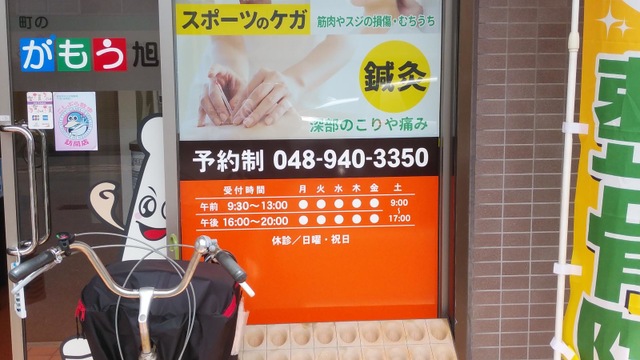 町の
がもう旭
スポーツのケガ
筋肉やスジの損傷・むちうち
鍼灸
深部のこりや痛み
予約制 048-940-3350
受付時間 月 火 水 木 金 土
午前 9:30〜13:00 ● ● ● ● ● 9:00〜17:00
午後 16:00〜20:00 ● ● ● ● ●
休診/日曜・祝日